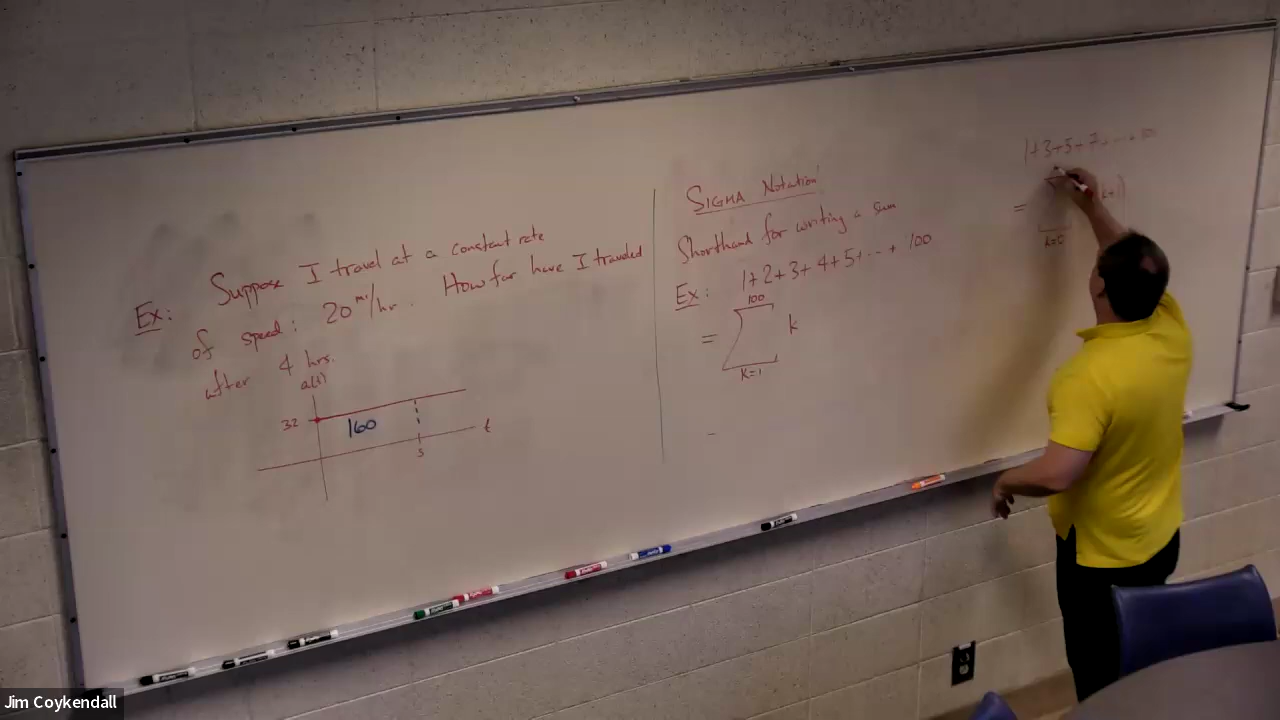 Ex: Suppose I travel at a constant rate
of speed: 20 mi/hr. How far have I traveled
after 4 hrs.
a(t)
32
160
t
5
SIGMA Notation
Shorthand for writing a sum
Ex: 1+2+3+4+5+...+100
100
= Σ k
k=1
1+3+5+7+...+
= Σ
k=0
Jim Coykendall